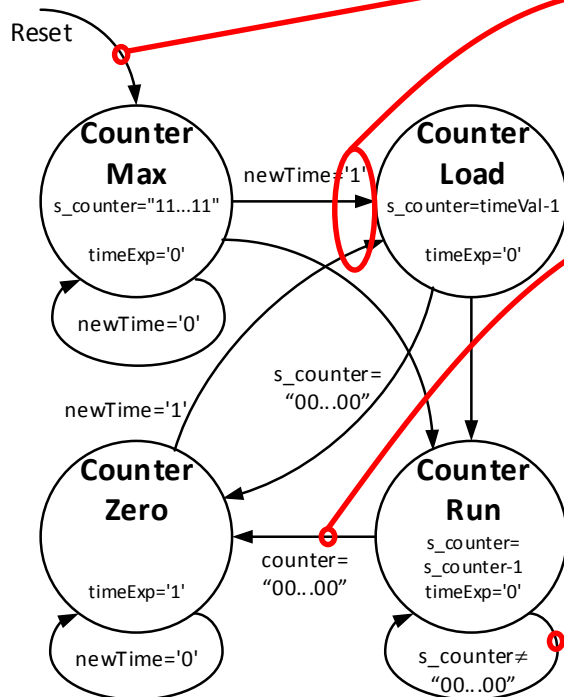 Reset
Counter
Max
s_counter="11...11"
timeExp='0'
newTime='0'
newTime='1'
Counter
Load
s_counter=timeVal-1
timeExp='0'
s_counter=
“00...00”
newTime='1'
Counter
Zero
timeExp='1'
newTime='0'
counter=
“00...00”
Counter
Run
s_counter=
s_counter-1
timeExp='0'
s_counter≠
“00...00”